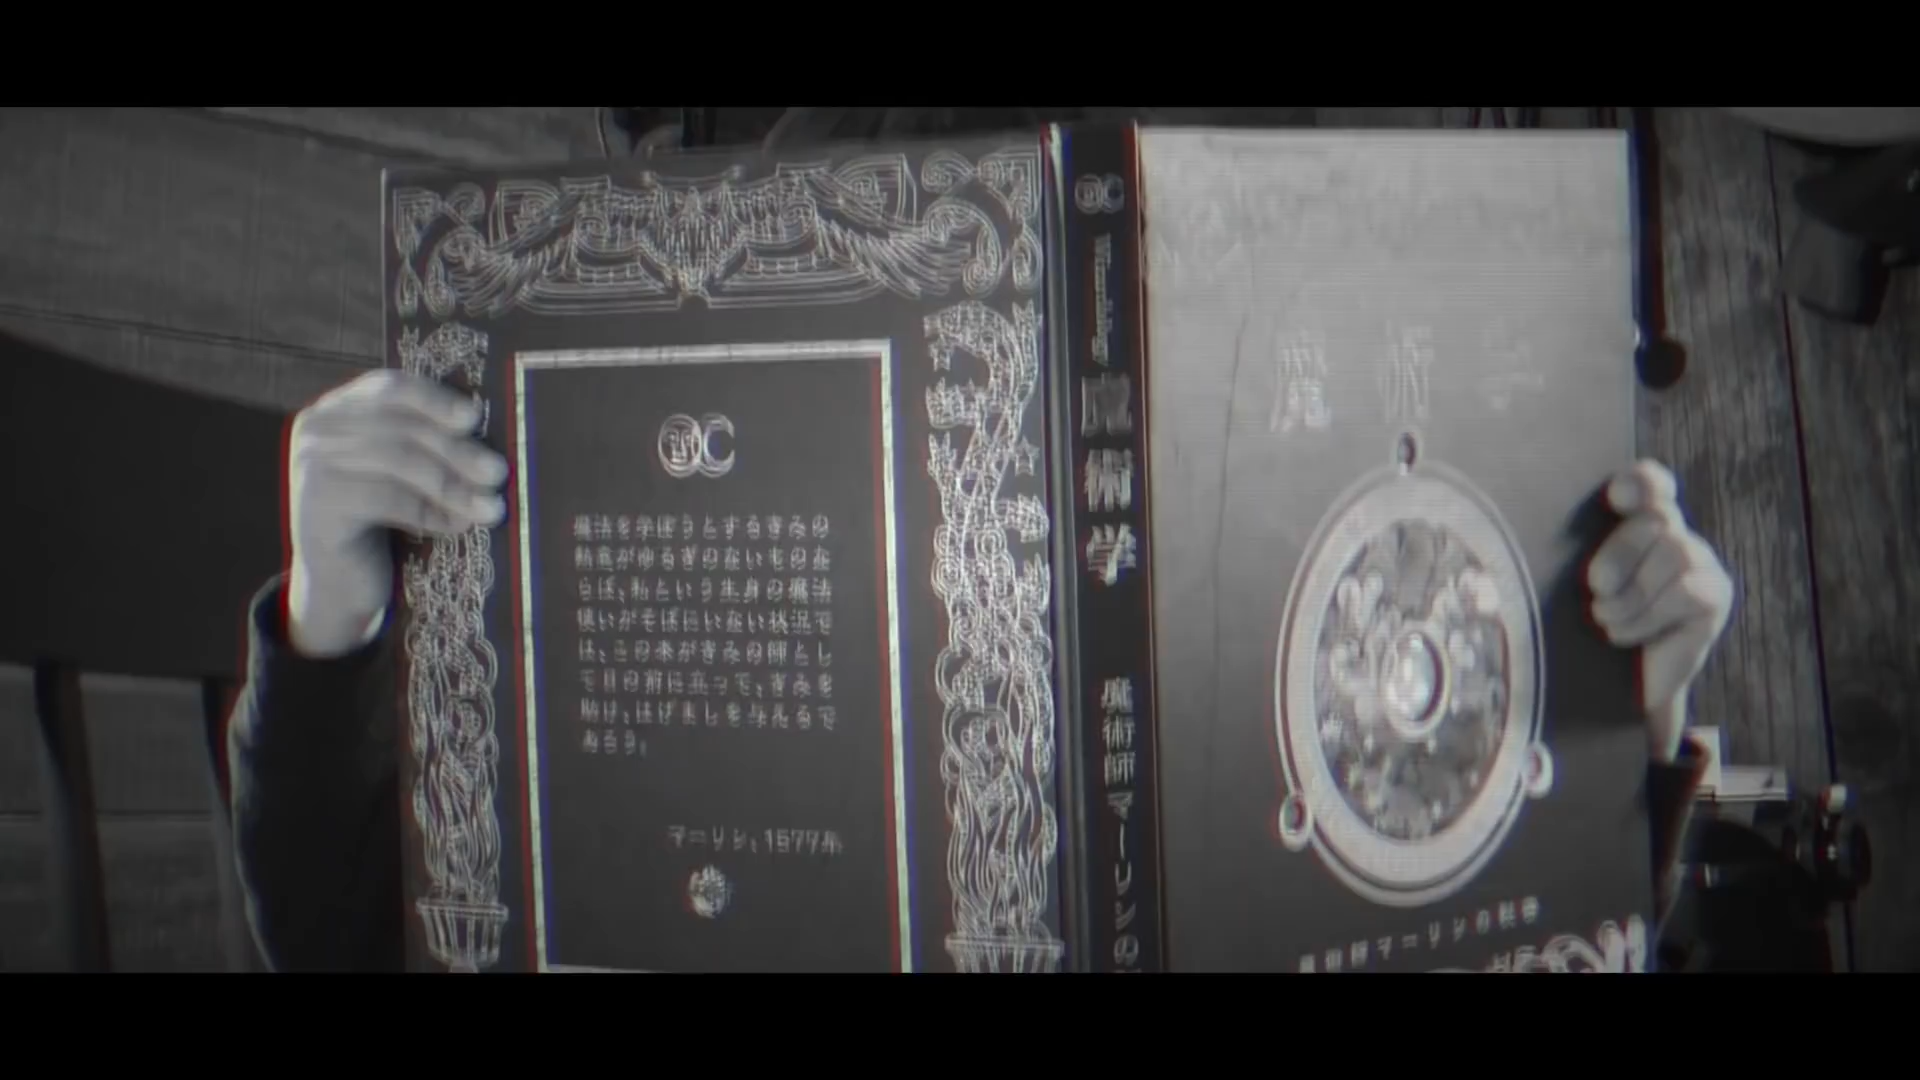 魔法を学ぼうとするきみの
熱意がゆるぎのないものな
らば、私という生身の魔法
使いがそばにいない状況で
は、この本がきみの師とし
て目の前に立って、きみを
助け、はげましを与えるで
あろう。
マーリン、1577年
Wizardology
魔術学
魔術師マーリンの
魔術学
魔術師マーリンの秘密